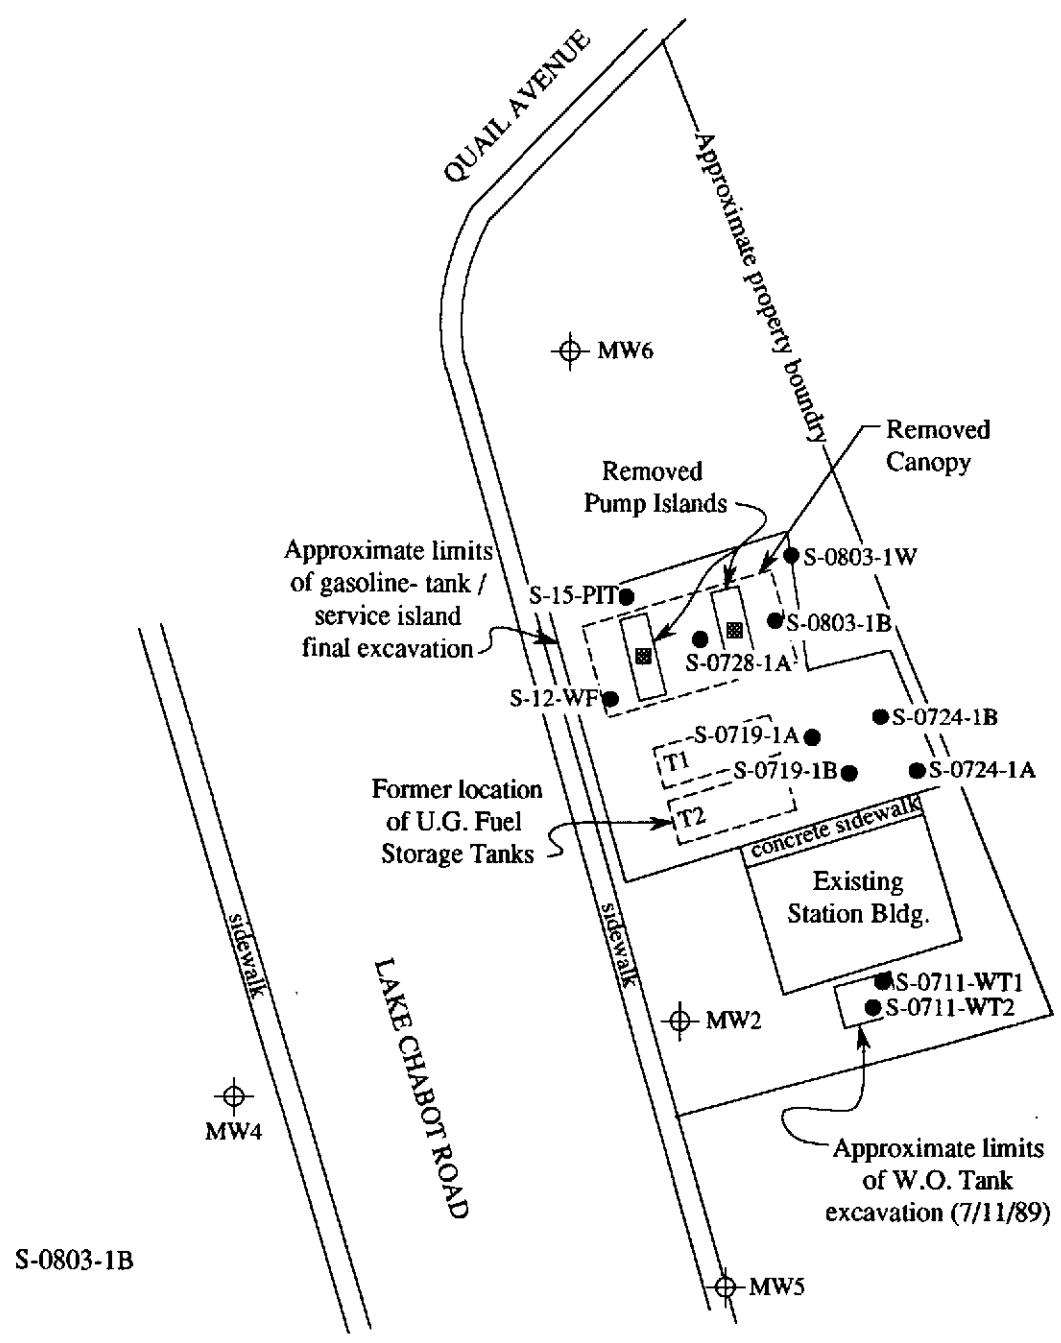 QUAIL AVENUE
Approximate property boundry
MW6
Removed
Canopy
Removed
Pump Islands
Approximate limits
of gasoline- tank /
service island
final excavation
S-0803-1W
S-15-PIT
S-0803-1B
S-0728-1A
S-12-WF
S-0724-1B
S-0719-1A
T1
S-0719-1B
S-0724-1A
Former location
of U.G. Fuel
Storage Tanks
T2
concrete sidewalk
Existing
Station Bldg.
sidewalk
sidewalk
LAKE CHABOT ROAD
S-0711-WT1
S-0711-WT2
MW2
MW4
Approximate limits
of W.O. Tank
excavation (7/11/89)
S-0803-1B
MW5